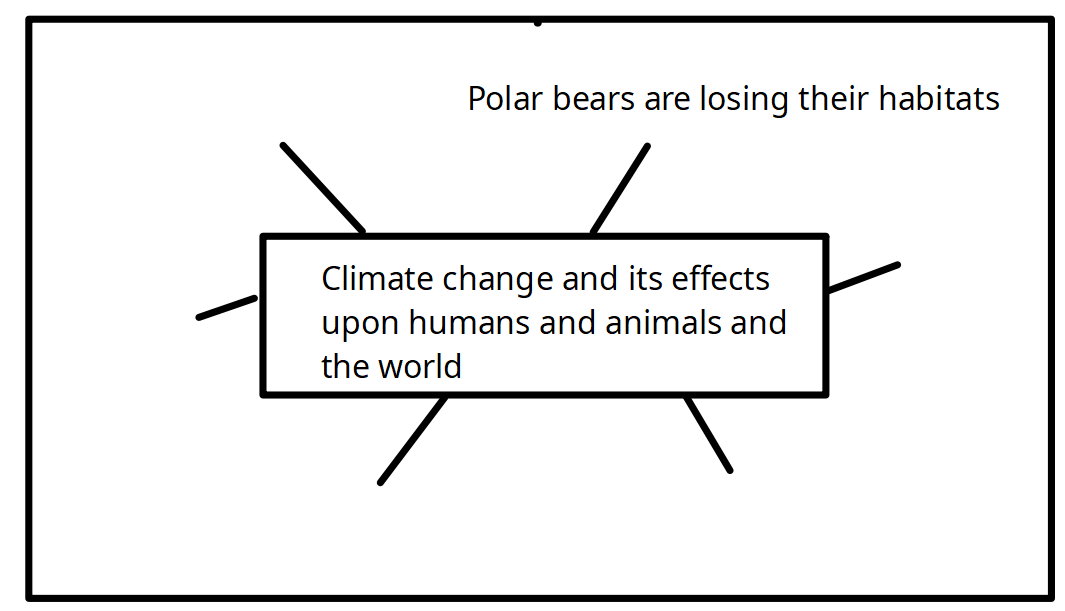 Polar bears are losing their habitats
Climate change and its effects
upon humans and animals and
the world